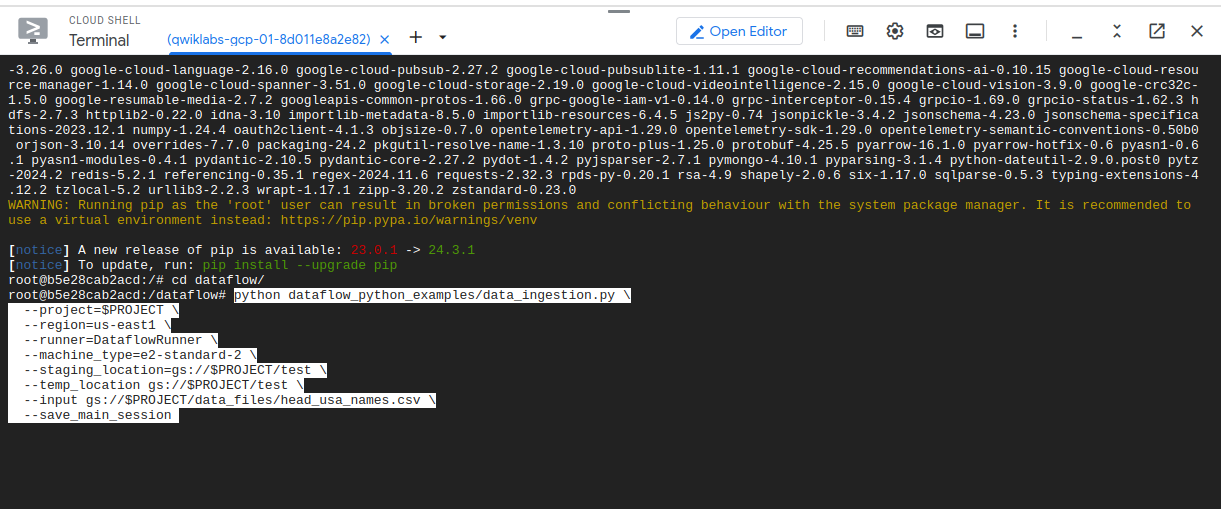 CLOUD SHELL
Terminal
(qwiklabs-gcp-01-8d011e8a2e82) × + Open Editor
-3.26.0 google-cloud-language-2.16.0 google-cloud-pubsub-2.27.2 google-cloud-pubsublite-1.11.1 google-cloud-recommendations-ai-0.10.15 google-cloud-resou
rce-manager-1.14.0 google-cloud-spanner-3.51.0 google-cloud-storage-2.19.0 google-cloud-videointelligence-2.15.0 google-cloud-vision-3.9.0 google-crc32c-
1.5.0 google-resumable-media-2.7.2 googleapis-common-protos-1.66.0 grpc-google-iam-v1-0.14.0 grpc-interceptor-0.15.4 grpcio-1.69.0 grpcio-status-1.62.3 h
dfs-2.7.3 httplib2-0.22.0 idna-3.10 importlib-metadata-8.5.0 importlib-resources-6.4.5 js2py-0.74 jsonpickle-3.4.2 jsonschema-4.23.0 jsonschema-specifica
tions-2023.12.1 numpy-1.24.4 oauth2client-4.1.3 objsize-0.7.0 opentelemetry-api-1.29.0 opentelemetry-sdk-1.29.0 opentelemetry-semantic-conventions-0.50b0
 orjson-3.10.14 overrides-7.7.0 packaging-24.2 pkgutil-resolve-name-1.3.10 proto-plus-1.25.0 protobuf-4.25.5 pyarrow-16.1.0 pyarrow-hotfix-0.6 pyasn1-0.6
.1 pyasn1-modules-0.4.1 pydantic-2.10.5 pydantic-core-2.27.2 pydot-1.4.2 pyjsparser-2.7.1 pymongo-4.10.1 pyparsing-3.1.4 python-dateutil-2.9.0.post0 pytz
-2024.2 redis-5.2.1 referencing-0.35.1 regex-2024.11.6 requests-2.32.3 rpds-py-0.20.1 rsa-4.9 shapely-2.0.6 six-1.17.0 sqlparse-0.5.3 typing-extensions-4
.12.2 tzlocal-5.2 urllib3-2.2.3 wrapt-1.17.1 zipp-3.20.2 zstandard-0.23.0
WARNING: Running pip as the 'root' user can result in broken permissions and conflicting behaviour with the system package manager. It is recommended to
use a virtual environment instead: https://pip.pypa.io/warnings/venv
[notice] A new release of pip is available: 23.0.1 -> 24.3.1
[notice] To update, run: pip install --upgrade pip
root@b5e28cab2acd:/# cd dataflow/
root@b5e28cab2acd:/dataflow# python dataflow_python_examples/data_ingestion.py \
  --project=$PROJECT \
  --region=us-east1 \
  --runner=DataflowRunner \
  --machine_type=e2-standard-2 \
  --staging_location=gs://$PROJECT/test \
  --temp_location gs://$PROJECT/test \
  --input gs://$PROJECT/data_files/head_usa_names.csv \
  --save_main_session